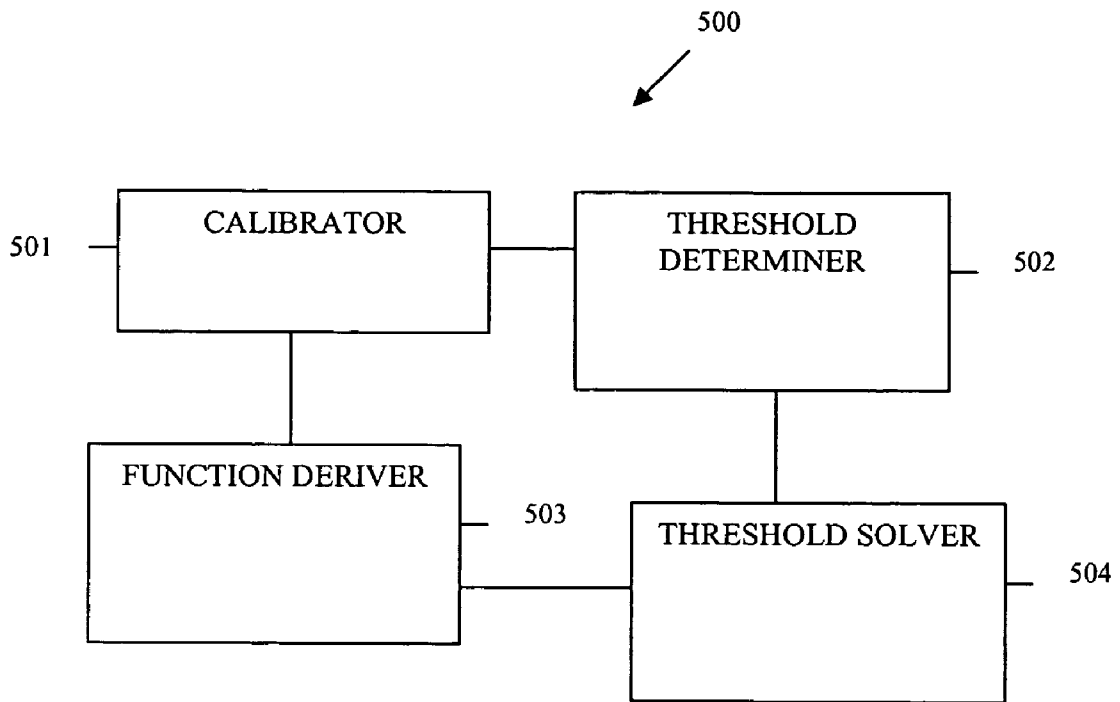 500
CALIBRATOR
501
THRESHOLD
DETERMINER
502
FUNCTION DERIVER
503
THRESHOLD SOLVER
504